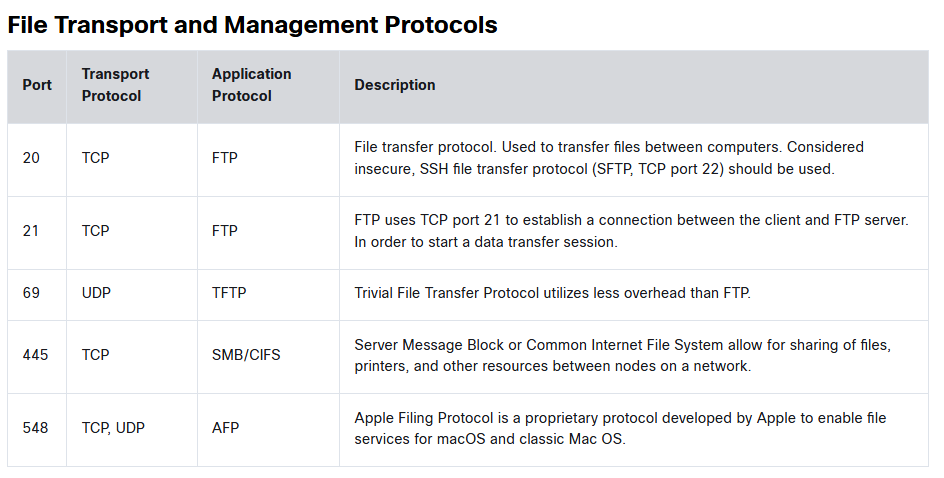 File Transport and Management Protocols
Port
Transport
Protocol
Application
Protocol
Description
20
TCP
FTP
File transfer protocol. Used to transfer files between computers. Considered
insecure, SSH file transfer protocol (SFTP, TCP port 22) should be used.
21
TCP
FTP
FTP uses TCP port 21 to establish a connection between the client and FTP server.
In order to start a data transfer session.
69
UDP
TFTP
Trivial File Transfer Protocol utilizes less overhead than FTP.
445
TCP
SMB/CIFS
Server Message Block or Common Internet File System allow for sharing of files,
printers, and other resources between nodes on a network.
548
TCP, UDP
AFP
Apple Filing Protocol is a proprietary protocol developed by Apple to enable file
services for macOS and classic Mac OS.